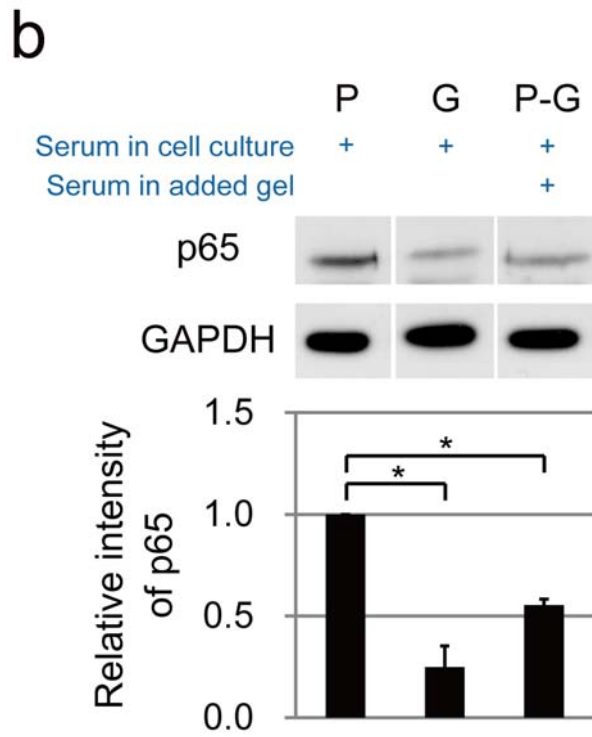 b
P G P-G
Serum in cell culture + + +
Serum in added gel +
p65
GAPDH
Relative intensity
of p65
1.5
1.0
0.5
0.0
*
*